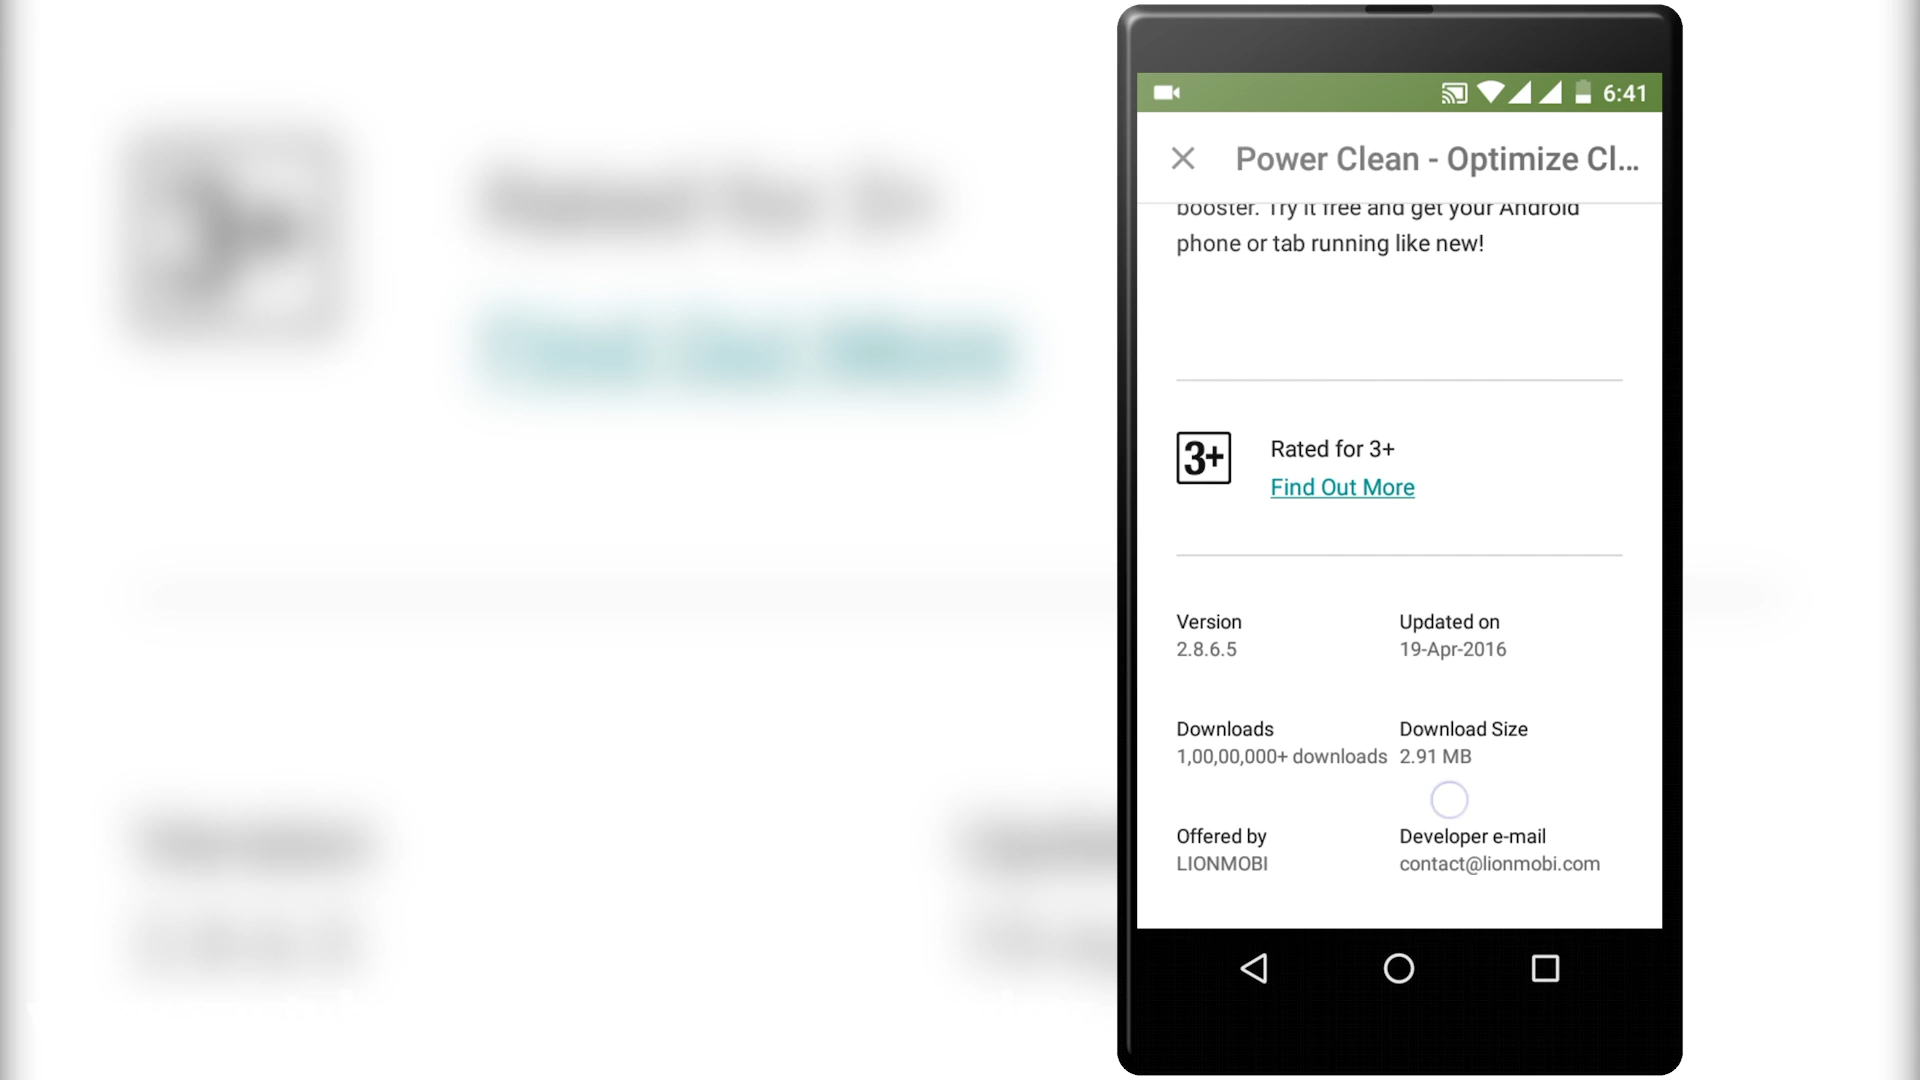 6:41
Power Clean - Optimize Cl...
booster. Try it free and get your Android
phone or tab running like new!
3+
Rated for 3+
Find Out More
Version
2.8.6.5
Updated on
19-Apr-2016
Downloads
1,00,00,000+ downloads
Download Size
2.91 MB
Offered by
LIONMOBI
Developer e-mail
contact@lionmobi.com